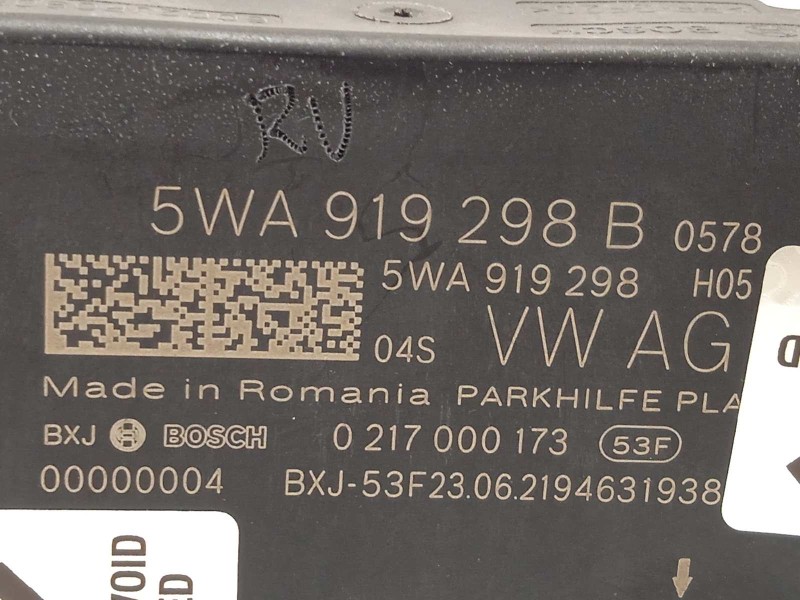 RV
5WA 919 298 B 0578
5WA 919 298 H05
04S VW AG
Made in Romania PARKHILFE PLA
BXJ BOSCH 0 217 000 173 53F
00000004 BXJ-53F23.06.2194631938
VOID
ED
D